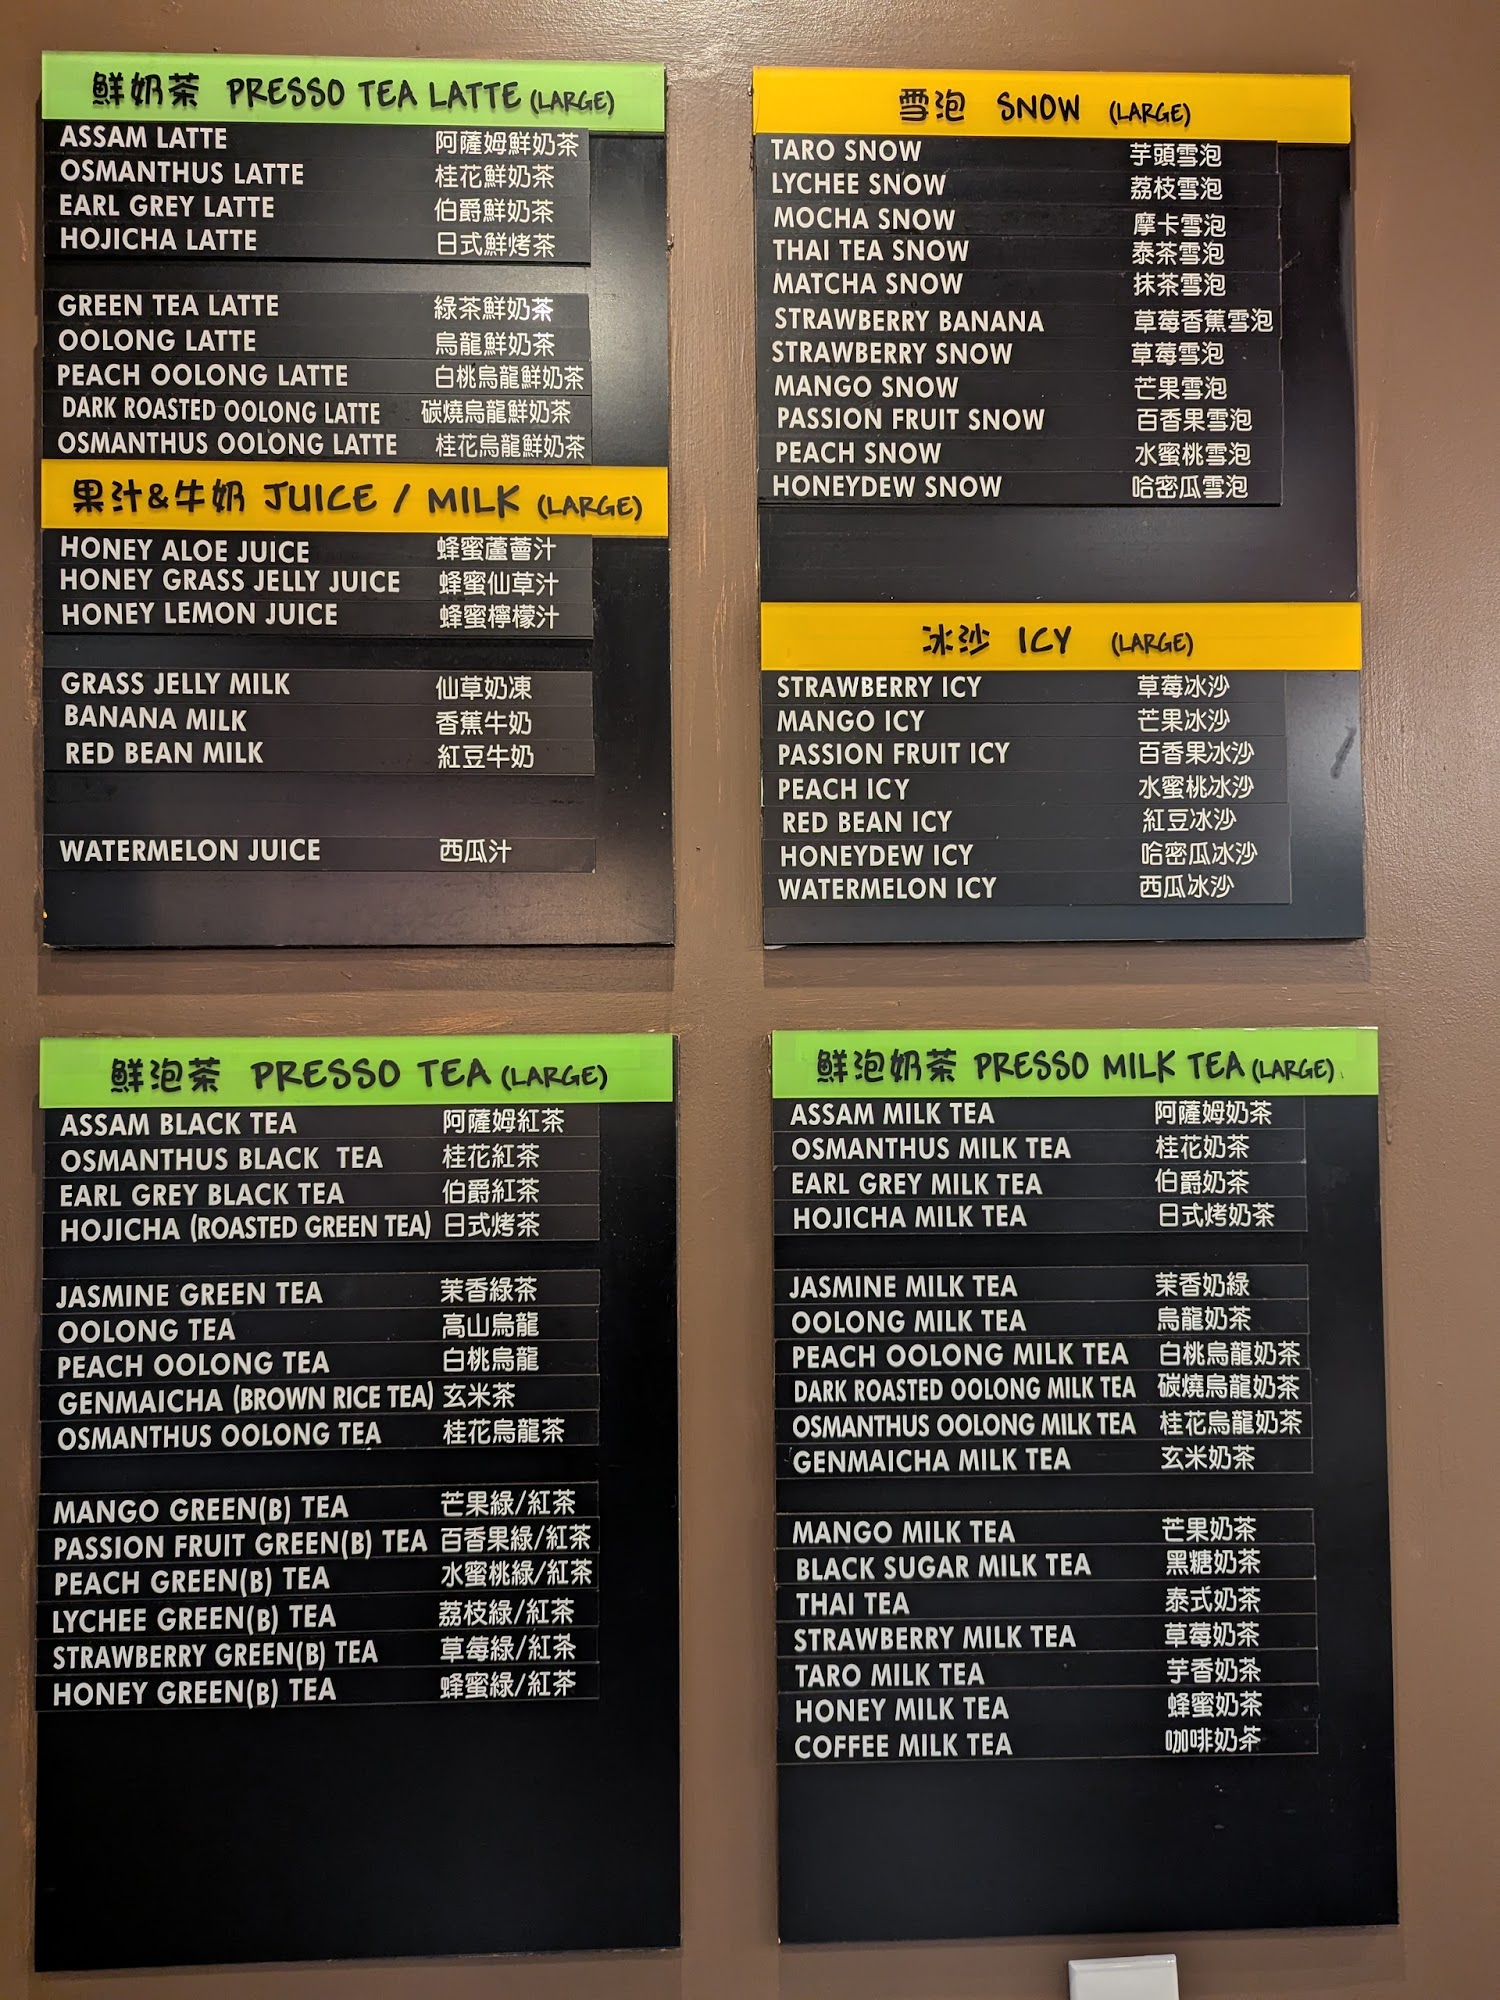 鮮奶茶 PRESSO TEA LATTE (LARGE)
ASSAM LATTE 阿薩姆鮮奶茶
OSMANTHUS LATTE 桂花鮮奶茶
EARL GREY LATTE 伯爵鮮奶茶
HOJICHA LATTE 日式鮮烤茶
GREEN TEA LATTE 綠茶鮮奶茶
OOLONG LATTE 烏龍鮮奶茶
PEACH OOLONG LATTE 白桃烏龍鮮奶茶
DARK ROASTED OOLONG LATTE 碳燒烏龍鮮奶茶
OSMANTHUS OOLONG LATTE 桂花烏龍鮮奶茶
果汁&牛奶 JUICE / MILK (LARGE)
HONEY ALOE JUICE 蜂蜜蘆薈汁
HONEY GRASS JELLY JUICE 蜂蜜仙草汁
HONEY LEMON JUICE 蜂蜜檸檬汁
GRASS JELLY MILK 仙草奶凍
BANANA MILK 香蕉牛奶
RED BEAN MILK 紅豆牛奶
WATERMELON JUICE 西瓜汁
雪泡 SNOW (LARGE)
TARO SNOW 芋頭雪泡
LYCHEE SNOW 荔枝雪泡
MOCHA SNOW 摩卡雪泡
THAI TEA SNOW 泰茶雪泡
MATCHA SNOW 抹茶雪泡
STRAWBERRY BANANA 草莓香蕉雪泡
STRAWBERRY SNOW 草莓雪泡
MANGO SNOW 芒果雪泡
PASSION FRUIT SNOW 百香果雪泡
PEACH SNOW 水蜜桃雪泡
HONEYDEW SNOW 哈密瓜雪泡
冰沙 ICY (LARGE)
STRAWBERRY ICY 草莓冰沙
MANGO ICY 芒果冰沙
PASSION FRUIT ICY 百香果冰沙
PEACH ICY 水蜜桃冰沙
RED BEAN ICY 紅豆冰沙
HONEYDEW ICY 哈密瓜冰沙
WATERMELON ICY 西瓜冰沙
鮮泡茶 PRESSO TEA (LARGE)
ASSAM BLACK TEA 阿薩姆紅茶
OSMANTHUS BLACK TEA 桂花紅茶
EARL GREY BLACK TEA 伯爵紅茶
HOJICHA (ROASTED GREEN TEA) 日式烤茶
JASMINE GREEN TEA 茉香綠茶
OOLONG TEA 高山烏龍
PEACH OOLONG TEA 白桃烏龍
GENMAICHA (BROWN RICE TEA) 玄米茶
OSMANTHUS OOLONG TEA 桂花烏龍茶
MANGO GREEN(B) TEA 芒果綠/紅茶
PASSION FRUIT GREEN(B) TEA 百香果綠/紅茶
PEACH GREEN(B) TEA 水蜜桃綠/紅茶
LYCHEE GREEN(B) TEA 荔枝綠/紅茶
STRAWBERRY GREEN(B) TEA 草莓綠/紅茶
HONEY GREEN(B) TEA 蜂蜜綠/紅茶
鮮泡奶茶 PRESSO MILK TEA (LARGE)
ASSAM MILK TEA 阿薩姆奶茶
OSMANTHUS MILK TEA 桂花奶茶
EARL GREY MILK TEA 伯爵奶茶
HOJICHA MILK TEA 日式烤奶茶
JASMINE MILK TEA 茉香奶綠
OOLONG MILK TEA 烏龍奶茶
PEACH OOLONG MILK TEA 白桃烏龍奶茶
DARK ROASTED OOLONG MILK TEA 碳燒烏龍奶茶
OSMANTHUS OOLONG MILK TEA 桂花烏龍奶茶
GENMAICHA MILK TEA 玄米奶茶
MANGO MILK TEA 芒果奶茶
BLACK SUGAR MILK TEA 黑糖奶茶
THAI TEA 泰式奶茶
STRAWBERRY MILK TEA 草莓奶茶
TARO MILK TEA 芋香奶茶
HONEY MILK TEA 蜂蜜奶茶
COFFEE MILK TEA 咖啡奶茶